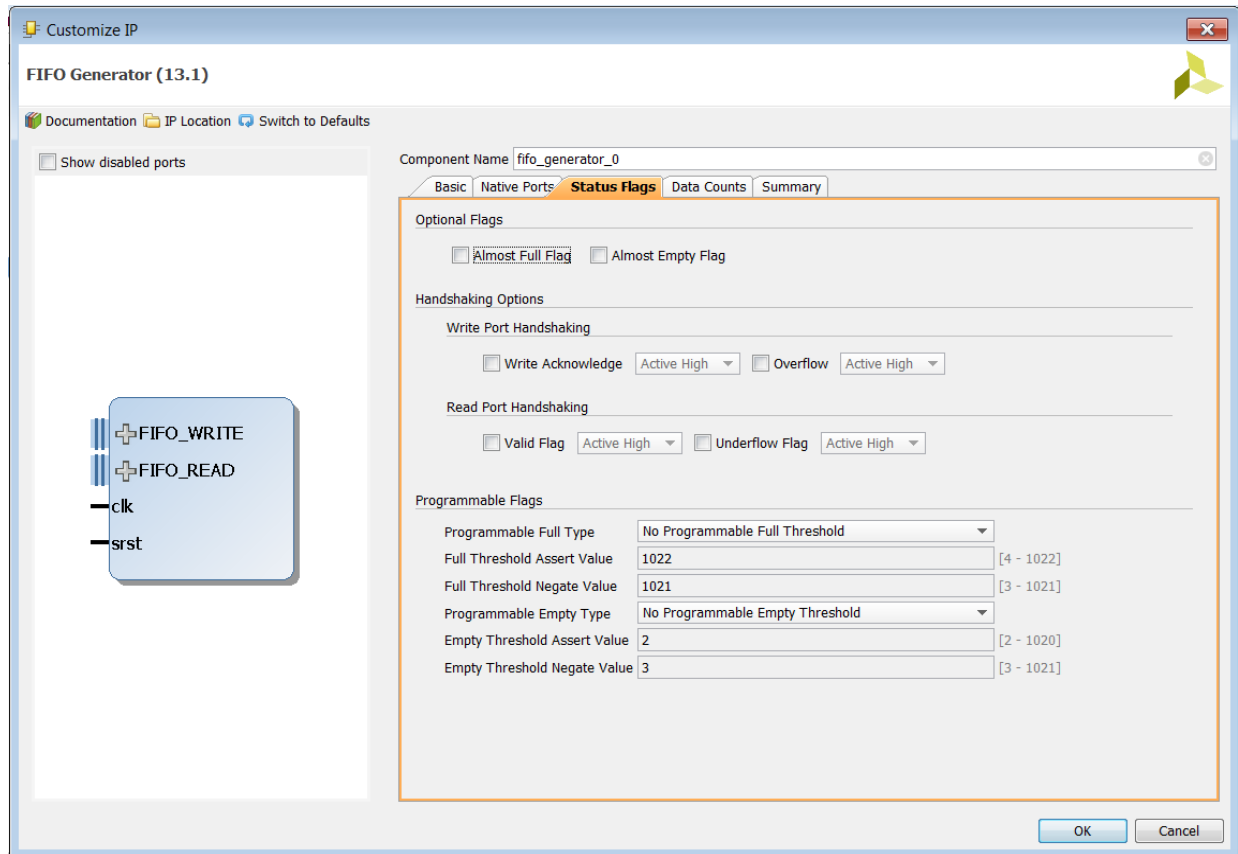 Customize IP
FIFO Generator (13.1)
Documentation IP Location Switch to Defaults
Show disabled ports
FIFO_WRITE
FIFO_READ
clk
srst
Component Name fifo_generator_0
Basic Native Ports Status Flags Data Counts Summary
Optional Flags
Almost Full Flag Almost Empty Flag
Handshaking Options
Write Port Handshaking
Write Acknowledge Active High Overflow Active High
Read Port Handshaking
Valid Flag Active High Underflow Flag Active High
Programmable Flags
Programmable Full Type No Programmable Full Threshold
Full Threshold Assert Value 1022 [4 - 1022]
Full Threshold Negate Value 1021 [3 - 1021]
Programmable Empty Type No Programmable Empty Threshold
Empty Threshold Assert Value 2 [2 - 1020]
Empty Threshold Negate Value 3 [3 - 1021]
OK Cancel